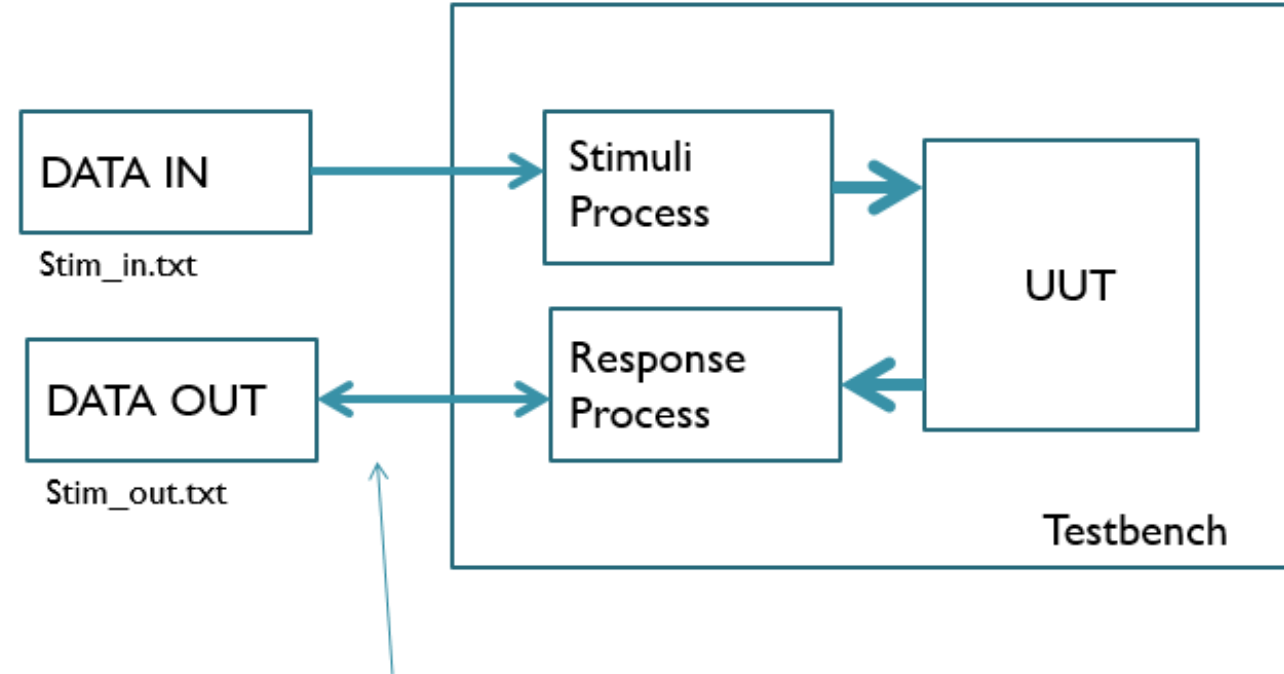 DATA IN
Stim_in.txt
Stimuli
Process
UUT
DATA OUT
Stim_out.txt
Response
Process
Testbench